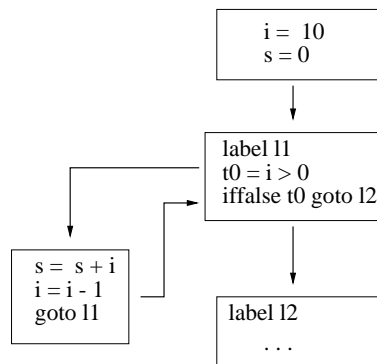 i = 10
s = 0
label l1
t0 = i > 0
iffalse t0 goto l2
s = s + i
i = i - 1
goto l1
label l2
. . .